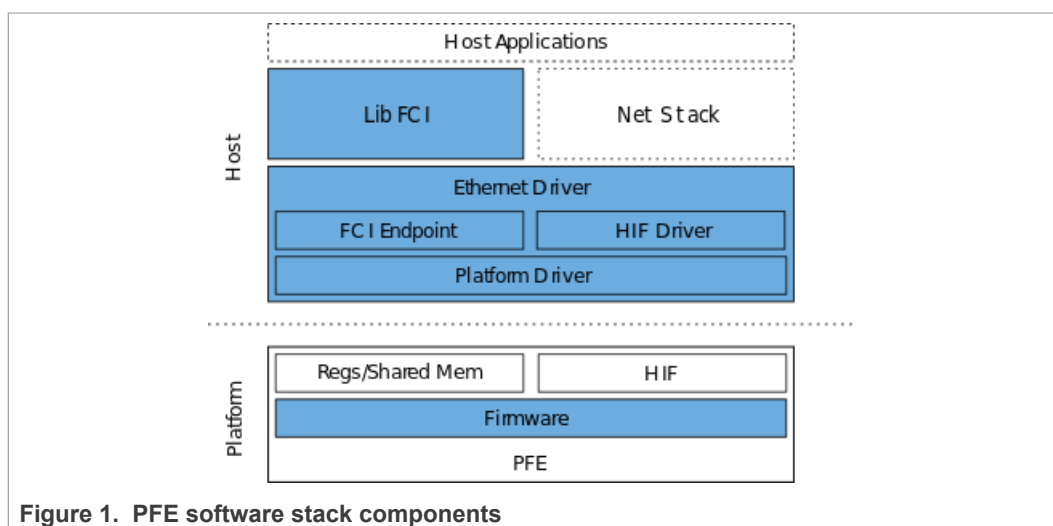 Host Applications
Host
Lib FCI
Net Stack
Ethernet Driver
FCI Endpoint
HIF Driver
Platform Driver
Platform
Regs/Shared Mem
HIF
Firmware
PFE
Figure 1. PFE software stack components